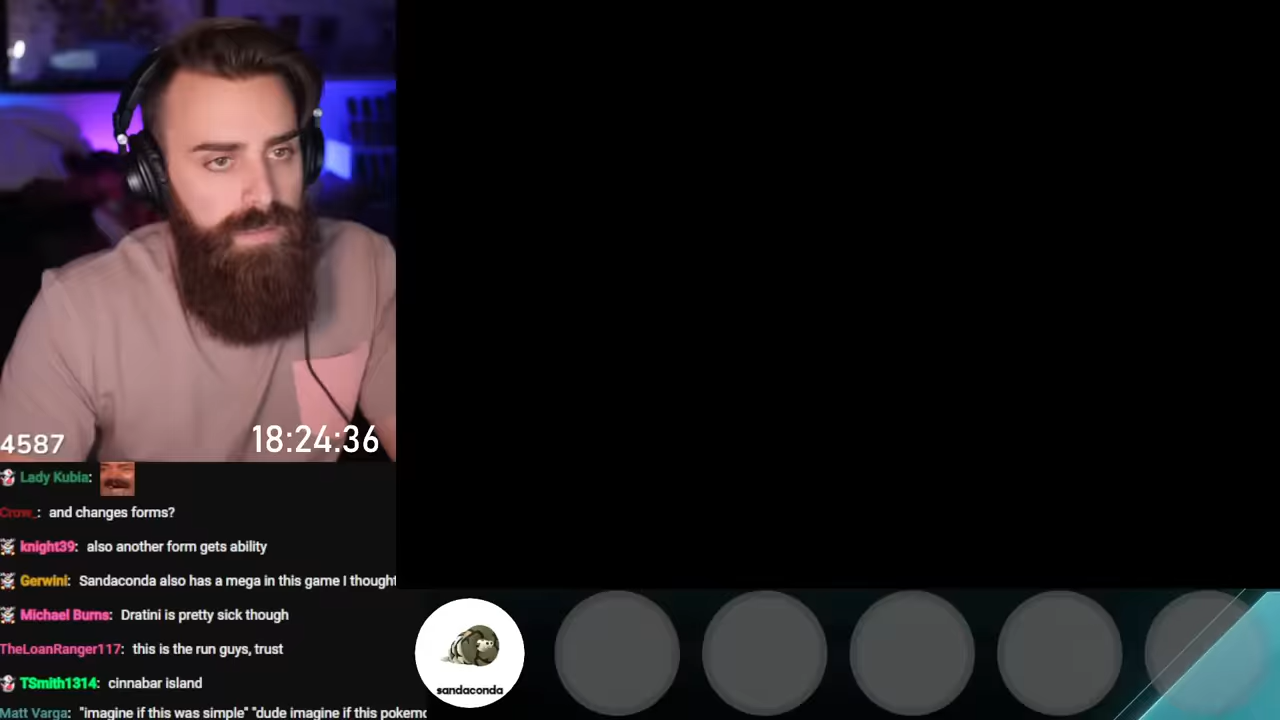 4587
18:24:36
Lady Kubia:
Crow_: and changes forms?
knight39: also another form gets ability
Gerwini: Sandaconda also has a mega in this game I thought
Michael Burns: Dratini is pretty sick though
TheLoanRanger117: this is the run guys, trust
TSmith1314: cinnabar island
Matt Varga: "imagine if this was simple" "dude imagine if this pokemo
sandaconda